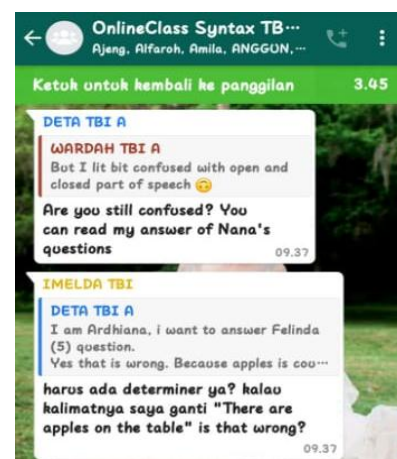 OnlineClass Syntax TB...
Ajeng, Alfaroh, Amila, ANGGUN,...
Ketuk untuk kembali ke panggilan 3.45
DETA TBI A
WARDAH TBI A
But I lit bit confused with open and
closed part of speech 🙃
Are you still confused? You
can read my answer of Nana's
questions
09.37
IMELDA TBI
DETA TBI A
I am Ardhiana, i want to answer Felinda
(5) question.
Yes that is wrong. Because apples is cou...
harus ada determiner ya? kalau
kalimatnya saya ganti "There are
apples on the table" is that wrong?
09.37